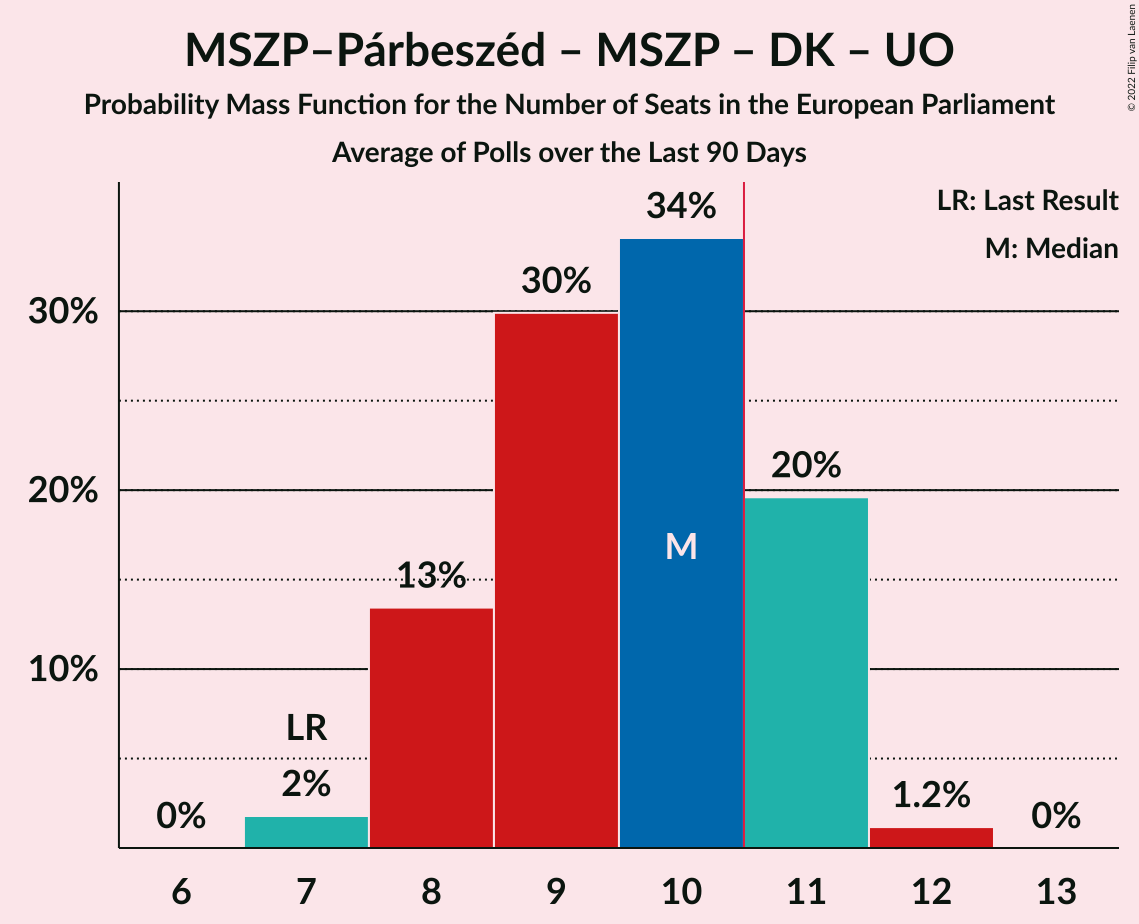 MSZP–Párbeszéd – MSZP – DK – UO
Probability Mass Function for the Number of Seats in the European Parliament
Average of Polls over the Last 90 Days
© 2022 Filip van Laenen
LR: Last Result
M: Median
30%
20%
10%
0%
LR
2%
13%
30%
34%
M
20%
1.2%
0%
6
7
8
9
10
11
12
13